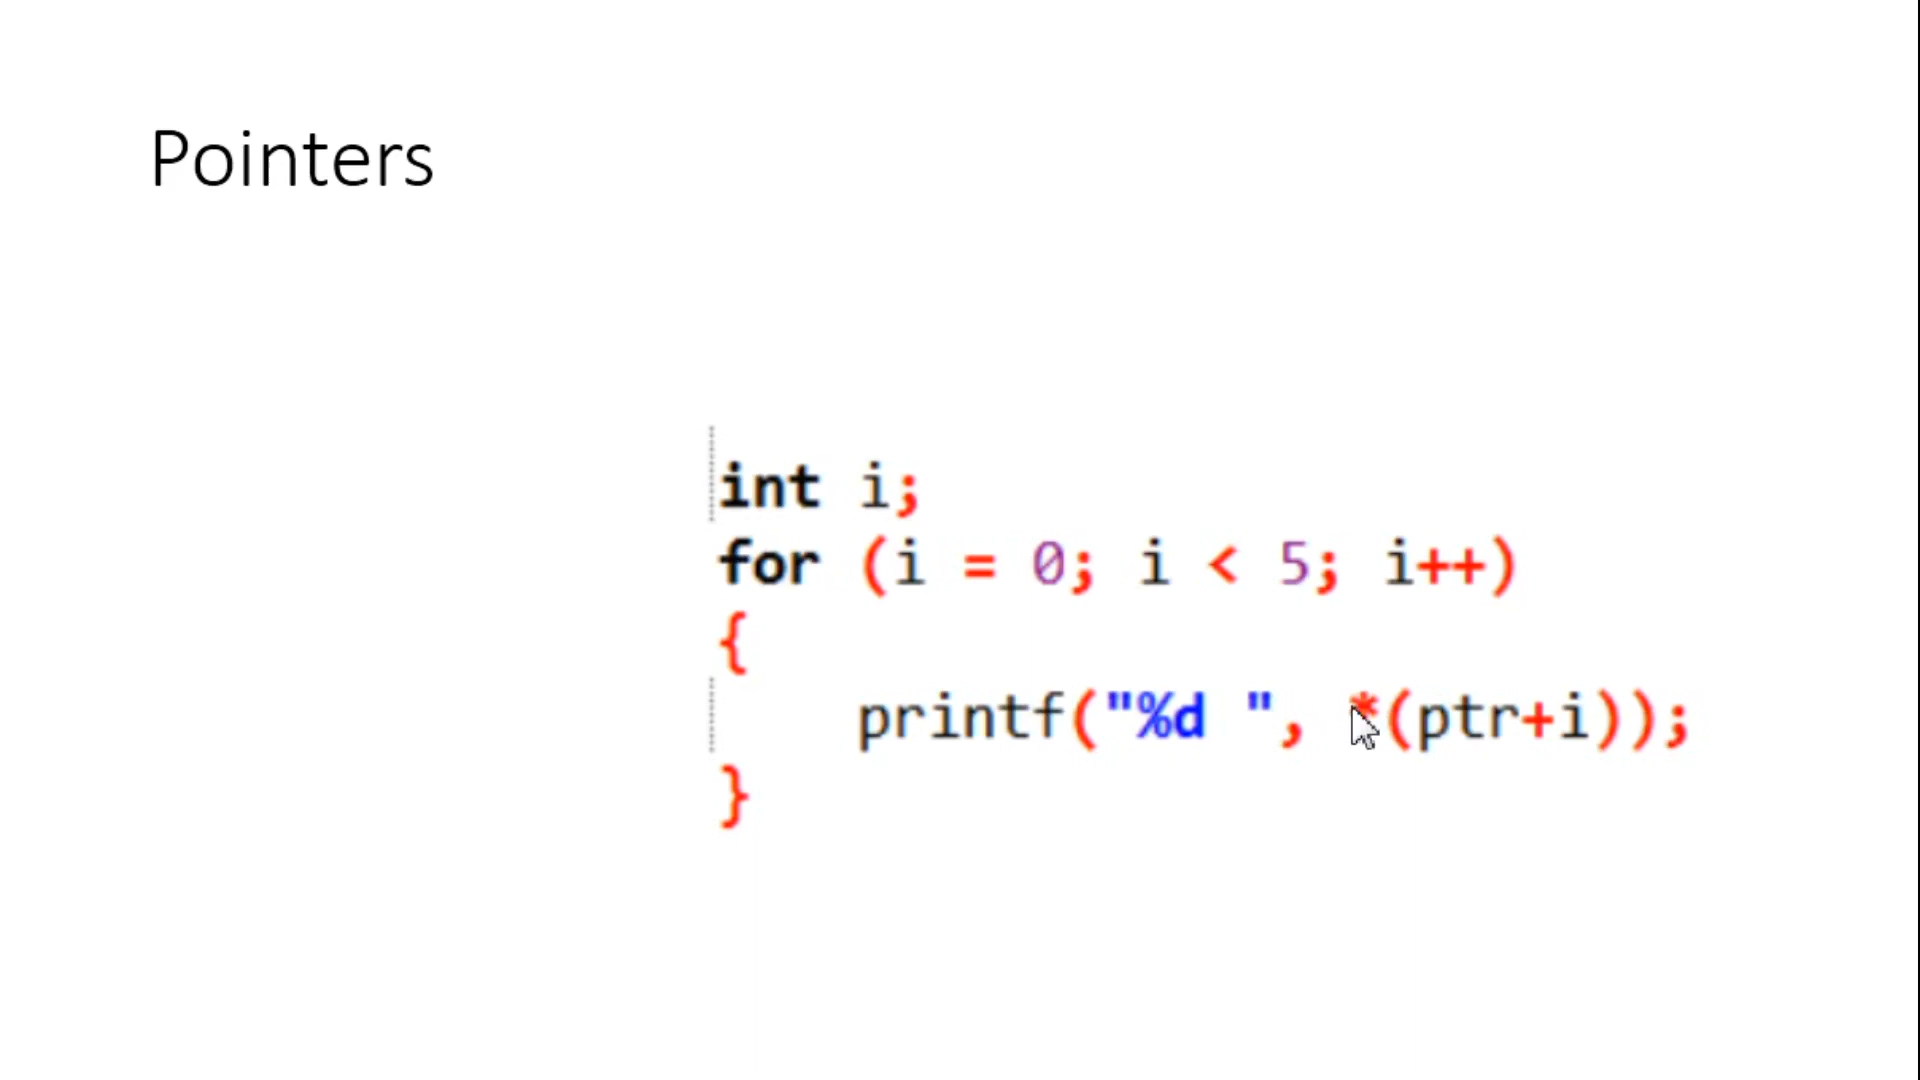 Pointers
int i;
for (i = 0; i < 5; i++)
{
printf("%d ", *(ptr+i));
}